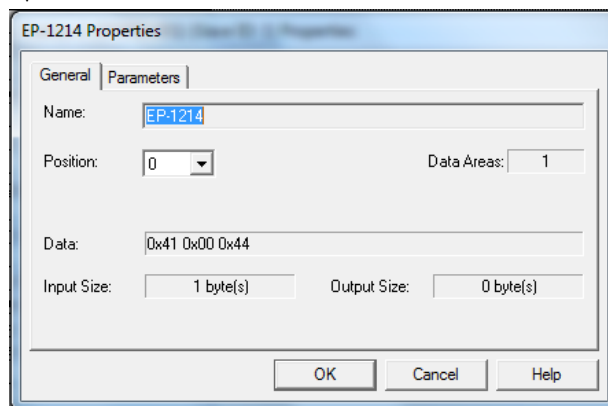 EP-1214 Properties
General Parameters
Name: EP-1214
Position: 0 Data Areas: 1
Data: 0x41 0x00 0x44
Input Size: 1 byte(s) Output Size: 0 byte(s)
OK Cancel Help